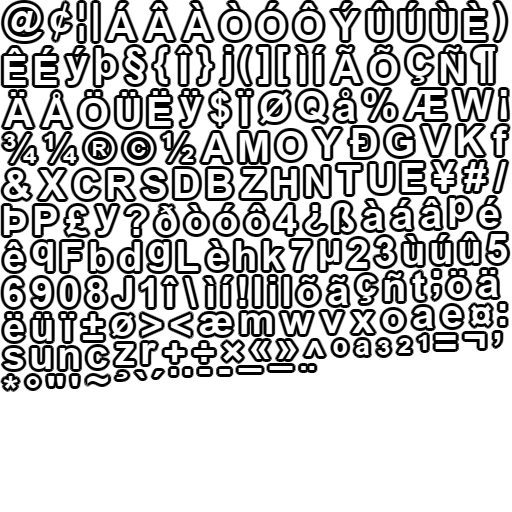 @¢¦|ÁÂÀÒÓÔÝÛÚÙÈ)
ÊÉýþ§{Î}j(][ÌÍÃÕÇÑ¶
ÄÅÖÜËÿ$ÏØQå%ÆWi
¾¼®©½AMOYÐGVKf
&XCRSDBZHNTUE¥#/
ÞP£y?ðòóô4¿ßàáâpé
êqFbdgLèhk7µ23ùúû5
6908J1î\ìí!lilõãçñt;öä
ëüï±ø><æmwvxoae¤:
sunczr+÷×«»^ºª³²¹=¬'
*°"'~